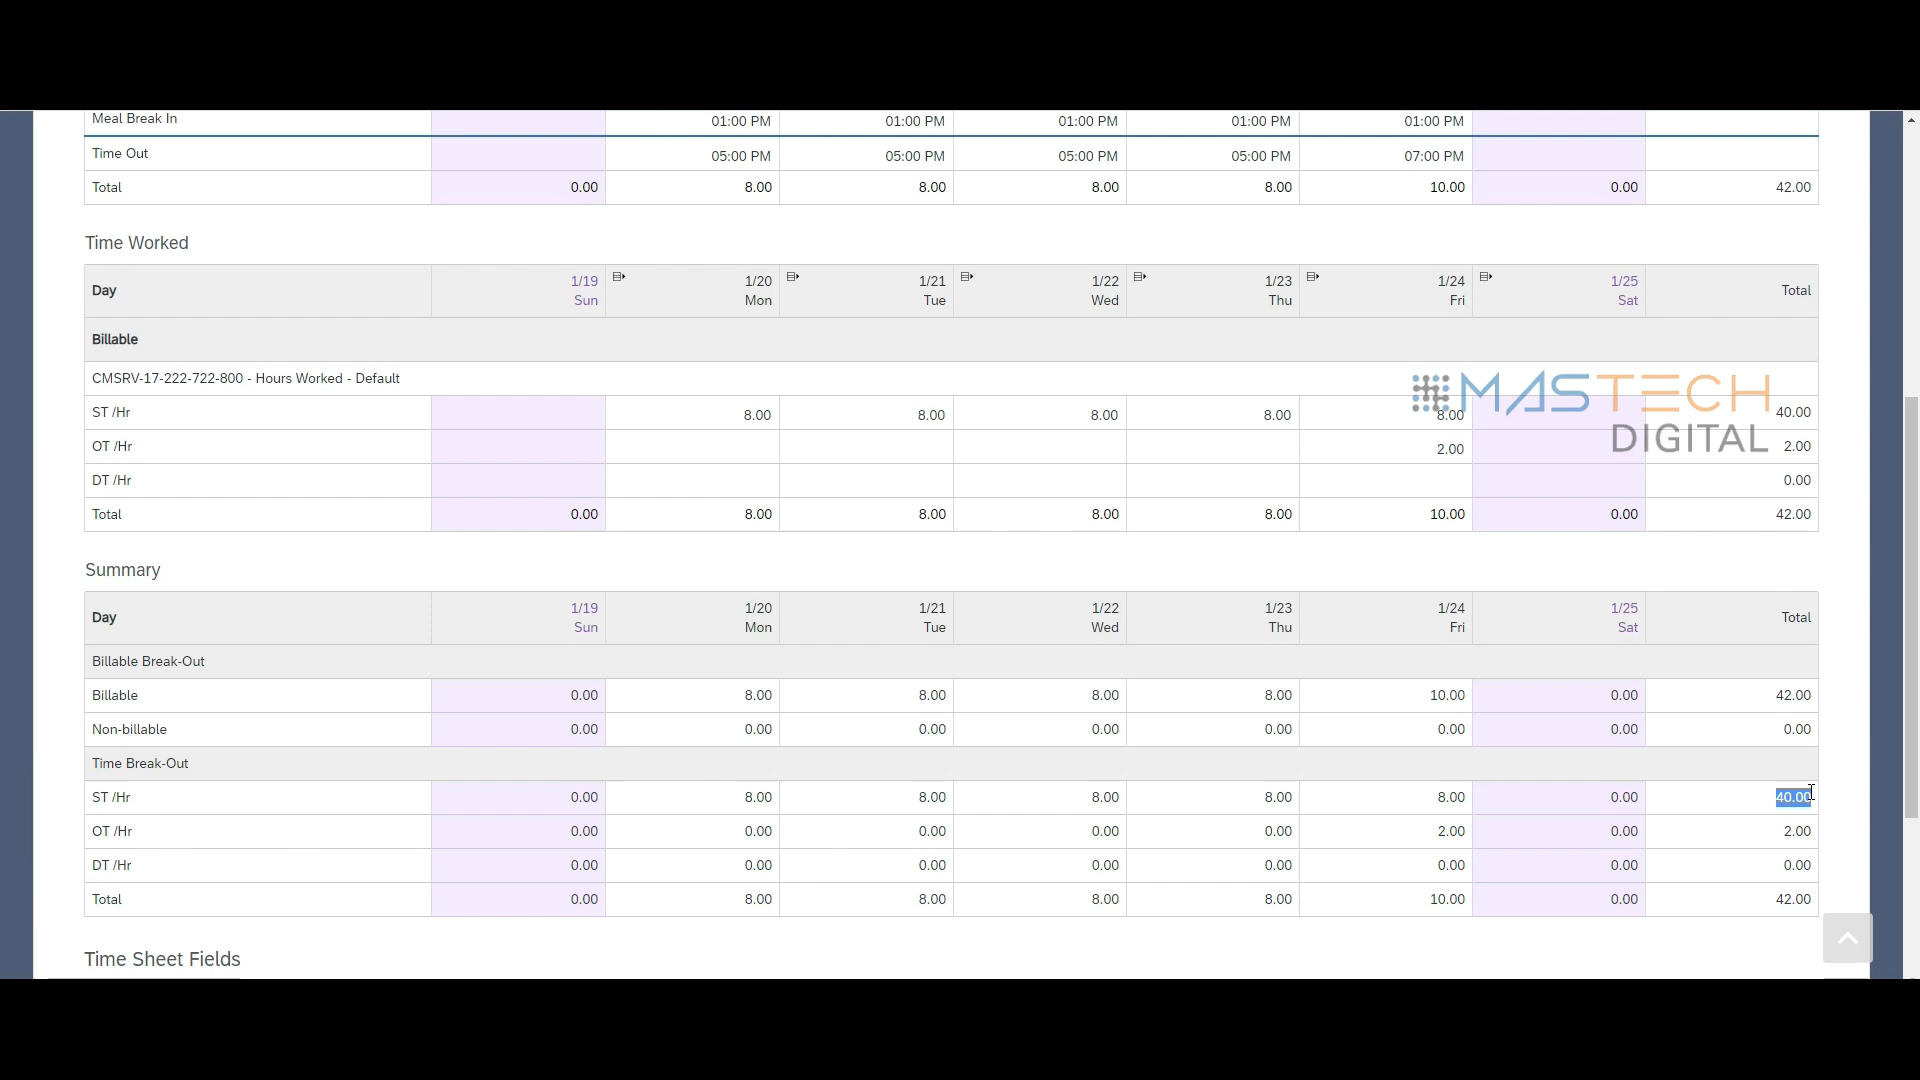 Meal Break In 01:00 PM 01:00 PM 01:00 PM 01:00 PM 01:00 PM
Time Out 05:00 PM 05:00 PM 05:00 PM 05:00 PM 07:00 PM
Total 0.00 8.00 8.00 8.00 8.00 10.00 0.00 42.00
Time Worked
Day 1/19 Sun 1/20 Mon 1/21 Tue 1/22 Wed 1/23 Thu 1/24 Fri 1/25 Sat Total
Billable
CMSRV-17-222-722-800 - Hours Worked - Default
MASTECH
DIGITAL
ST /Hr 8.00 8.00 8.00 8.00 8.00 40.00
OT /Hr 2.00 2.00
DT /Hr 0.00
Total 0.00 8.00 8.00 8.00 8.00 10.00 0.00 42.00
Summary
Day 1/19 Sun 1/20 Mon 1/21 Tue 1/22 Wed 1/23 Thu 1/24 Fri 1/25 Sat Total
Billable Break-Out
Billable 0.00 8.00 8.00 8.00 8.00 10.00 0.00 42.00
Non-billable 0.00 0.00 0.00 0.00 0.00 0.00 0.00 0.00
Time Break-Out
ST /Hr 0.00 8.00 8.00 8.00 8.00 8.00 0.00 40.00
OT /Hr 0.00 0.00 0.00 0.00 0.00 2.00 0.00 2.00
DT /Hr 0.00 0.00 0.00 0.00 0.00 0.00 0.00 0.00
Total 0.00 8.00 8.00 8.00 8.00 10.00 0.00 42.00
Time Sheet Fields